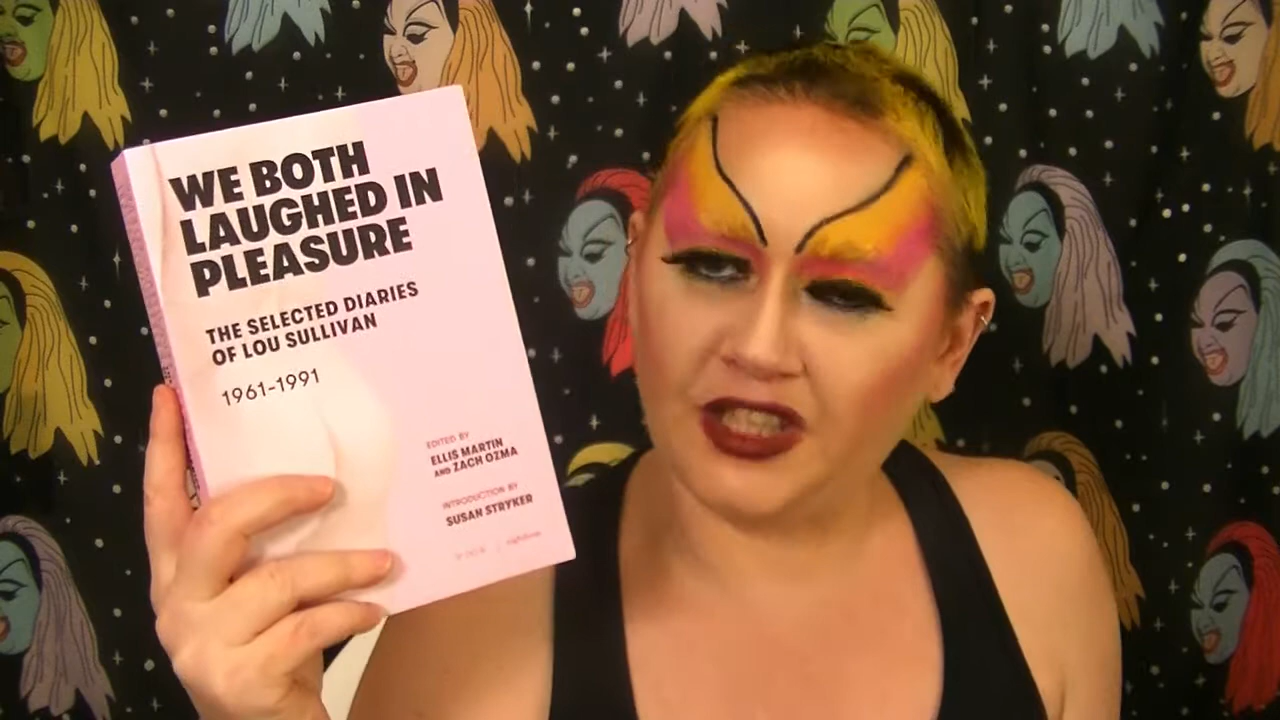 WE BOTH
LAUGHED IN
PLEASURE
THE SELECTED DIARIES
OF LOU SULLIVAN
1961-1991
EDITED BY
ELLIS MARTIN
AND ZACH OZMA
INTRODUCTION BY
SUSAN STRYKER